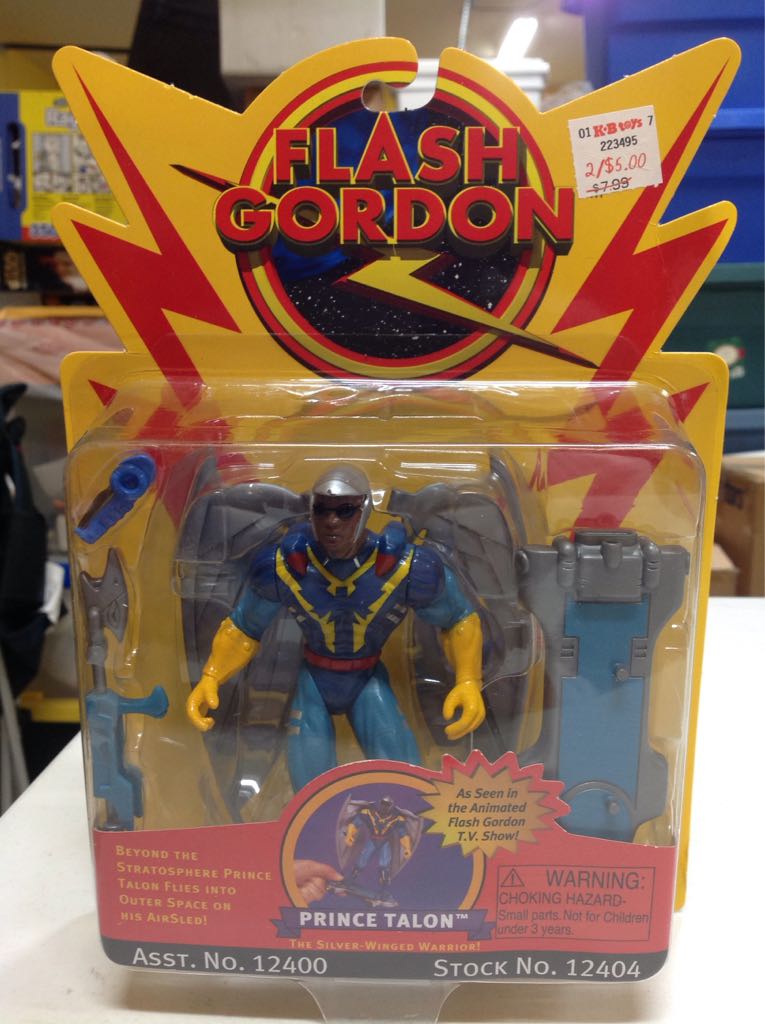 FLASH
GORDON
01 K·B toys 7
223495
2/$5.00
$7.99
As Seen in
the Animated
Flash Gordon
T.V. Show!
BEYOND THE
STRATOSPHERE PRINCE
TALON FLIES INTO
OUTER SPACE ON
HIS AIRSLED!
PRINCE TALON™
THE SILVER-WINGED WARRIOR!
WARNING:
CHOKING HAZARD-
Small parts. Not for Children
under 3 years.
ASST. NO. 12400
STOCK NO. 12404